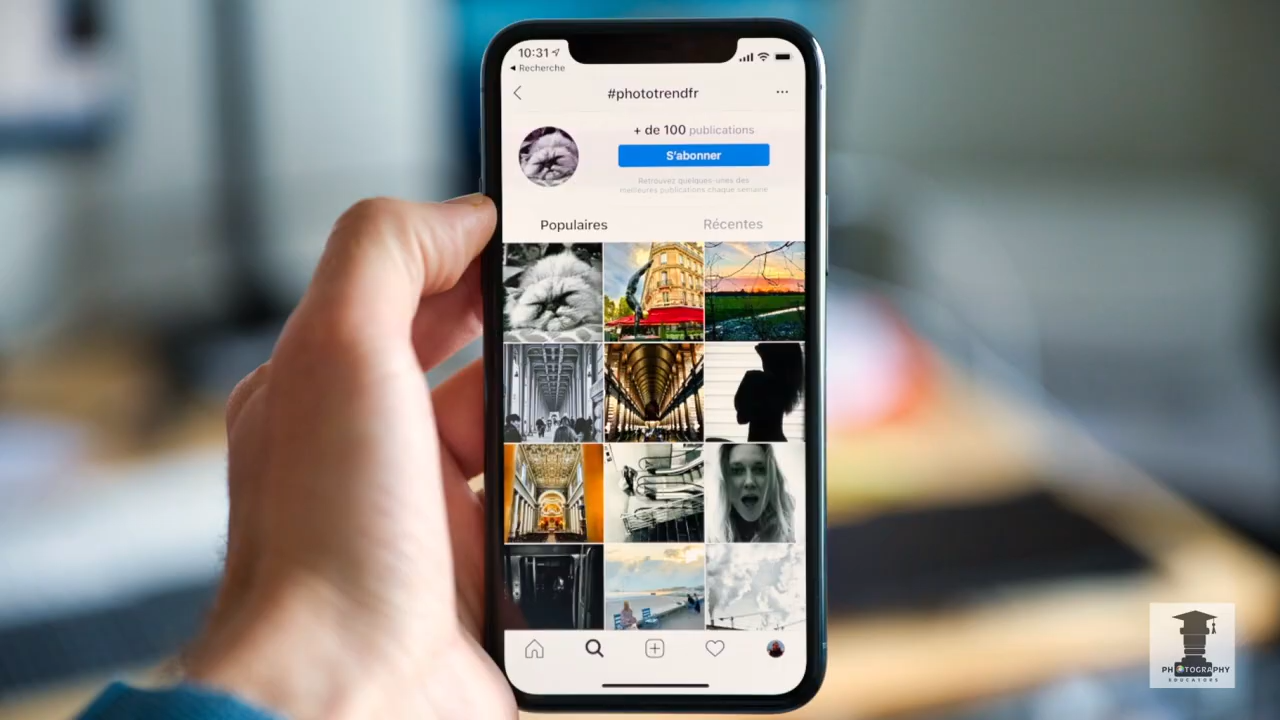 10:31
Recherche
#phototrendfr
+ de 100 publications
S'abonner
Retrouvez quelques-unes des
meilleures publications chaque semaine
Populaires
Récentes
PHOTOGRAPHY
EDUCATORS